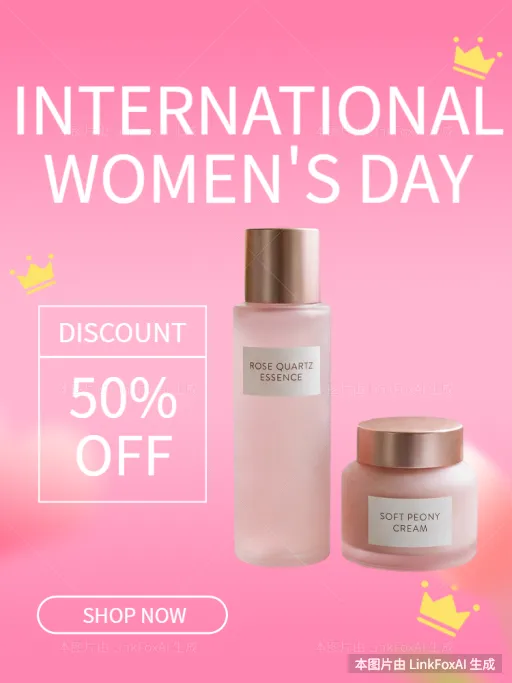 INTERNATIONAL
WOMEN'S DAY
DISCOUNT
50%
OFF
ROSE QUARTZ
ESSENCE
SOFT PEONY
CREAM
SHOP NOW
本图片由 LinkFoxAI 生成